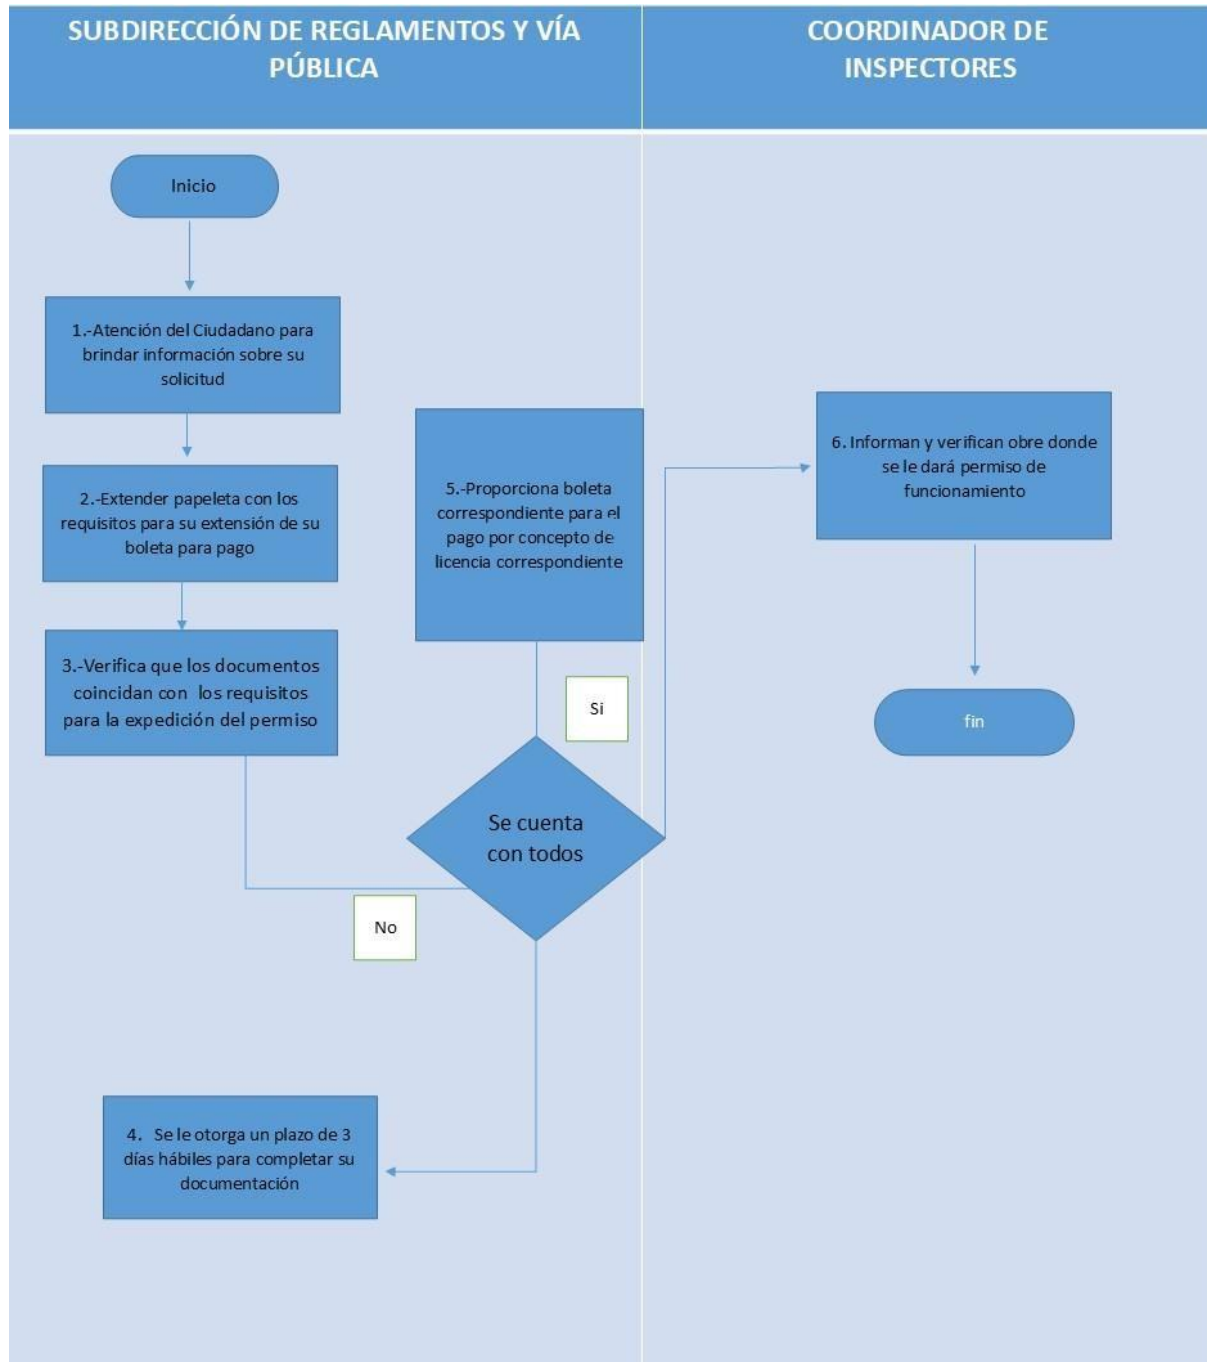 SUBDIRECCIÓN DE REGLAMENTOS Y VÍA
PÚBLICA
COORDINADOR DE
INSPECTORES
Inicio
1.-Atención del Ciudadano para
brindar información sobre su
solicitud
2.-Extender papeleta con los
requisitos para su extensión de su
boleta para pago
3.-Verifica que los documentos
coincidan con los requisitos
para la expedición del permiso
5.-Proporciona boleta
correspondiente para el
pago por concepto de
licencia correspondiente
6. Informan y verifican obre donde
se le dará permiso de
funcionamiento
Si
fin
Se cuenta
con todos
No
4. Se le otorga un plazo de 3
días hábiles para completar su
documentación